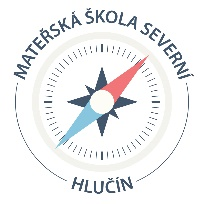 MATEŘSKÁ ŠKOLA SEVERNÍ
HLUČÍN